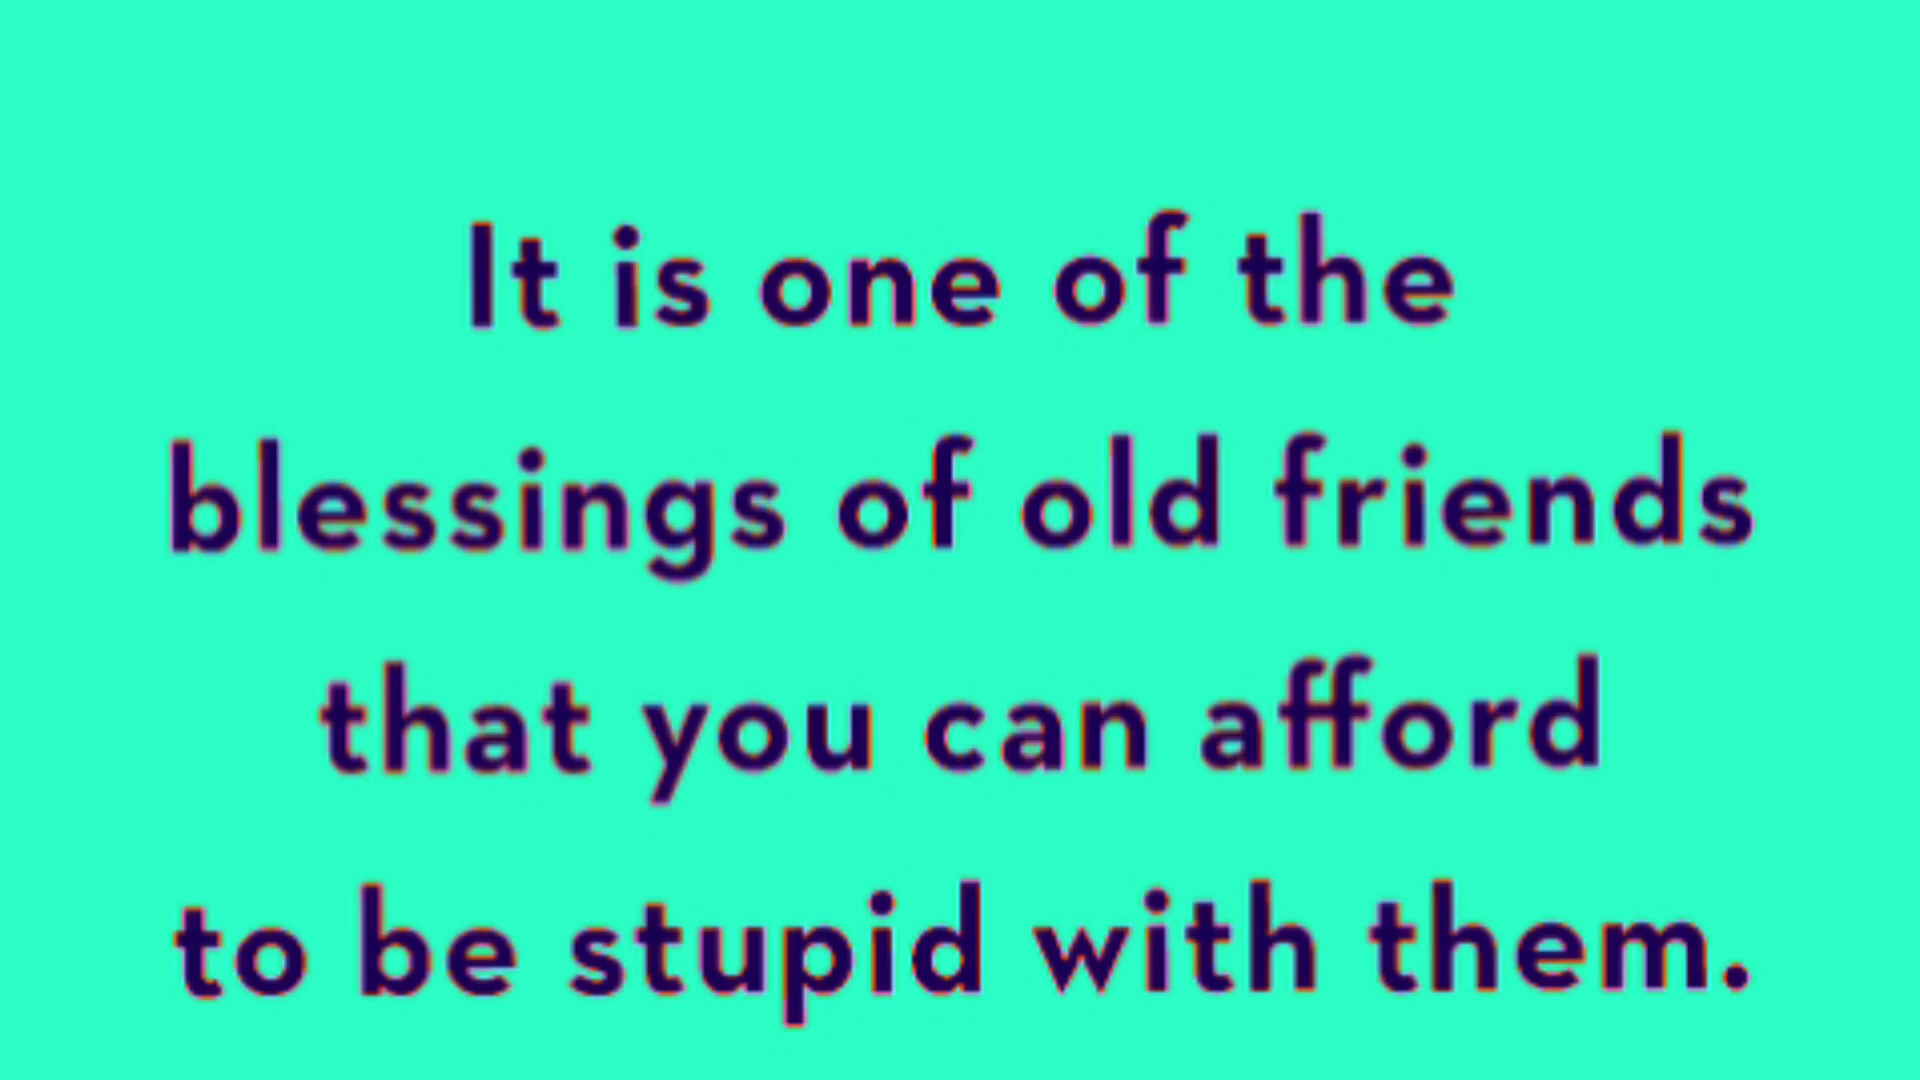 It is one of the
blessings of old friends
that you can afford
to be stupid with them.